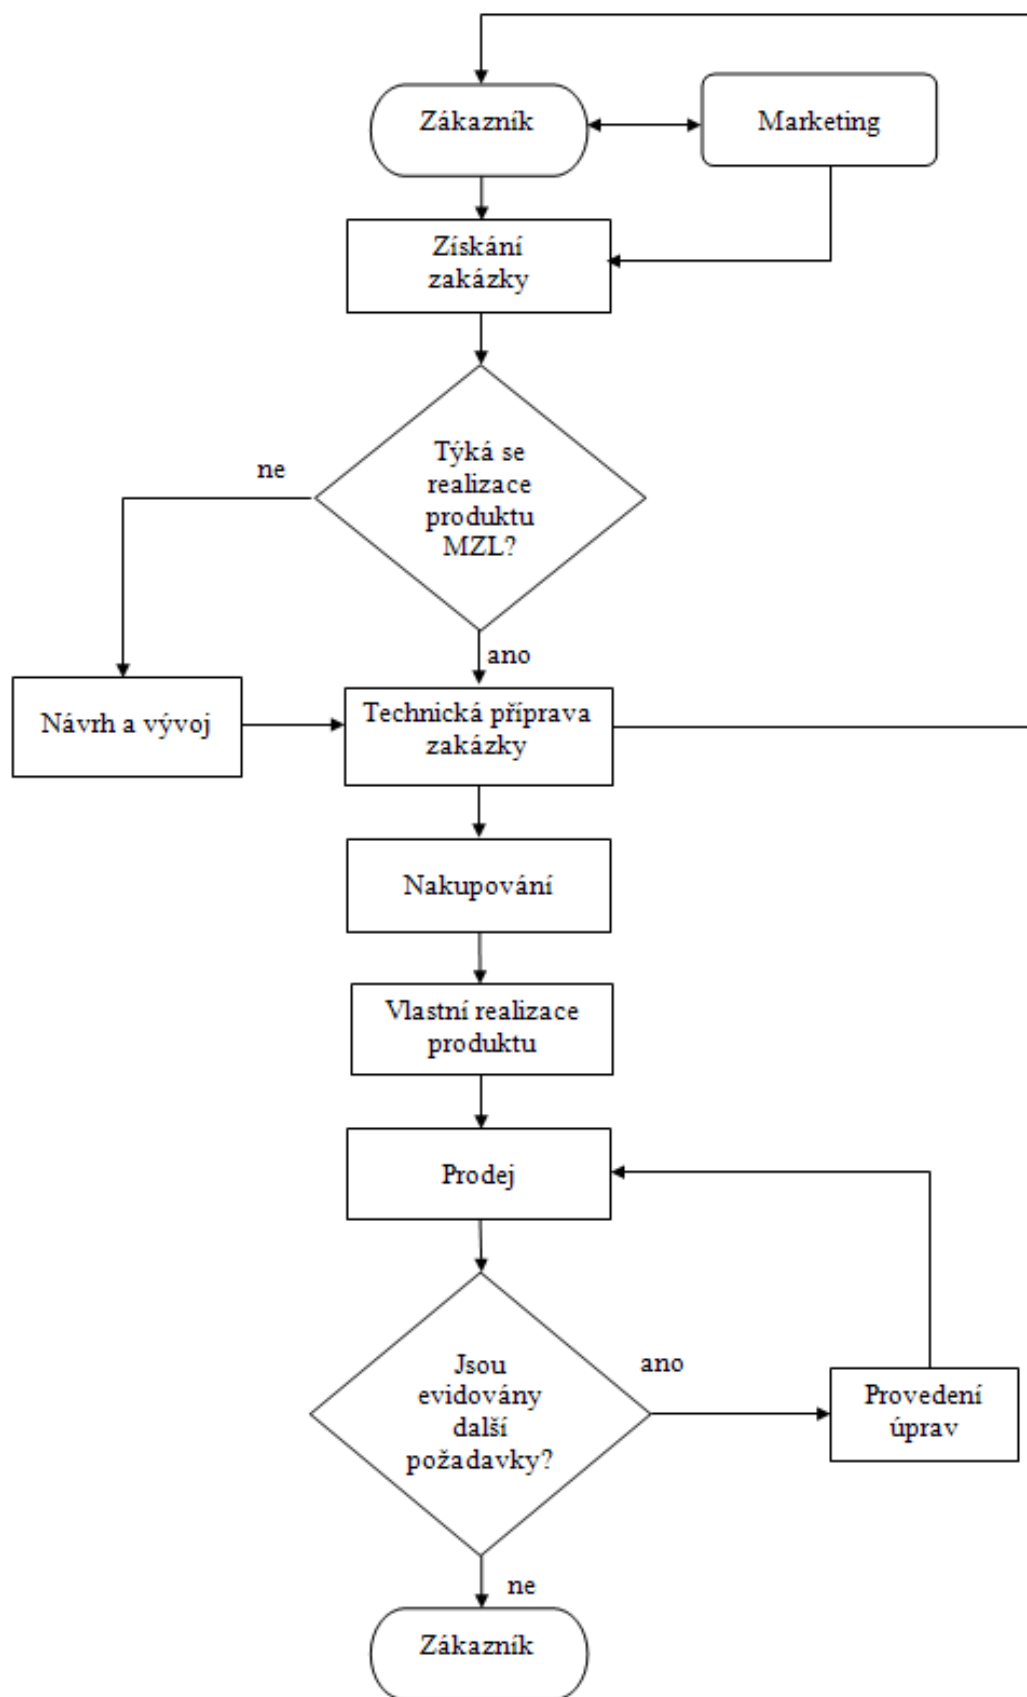 Zákazník
Marketing
Získání
zakázky
Týká se
realizace
produktu
MZL?
ne
ano
Návrh a vývoj
Technická příprava
zakázky
Nakupování
Vlastní realizace
produktu
Prodej
Jsou
evidovány
další
požadavky?
ano
Provedení
úprav
ne
Zákazník